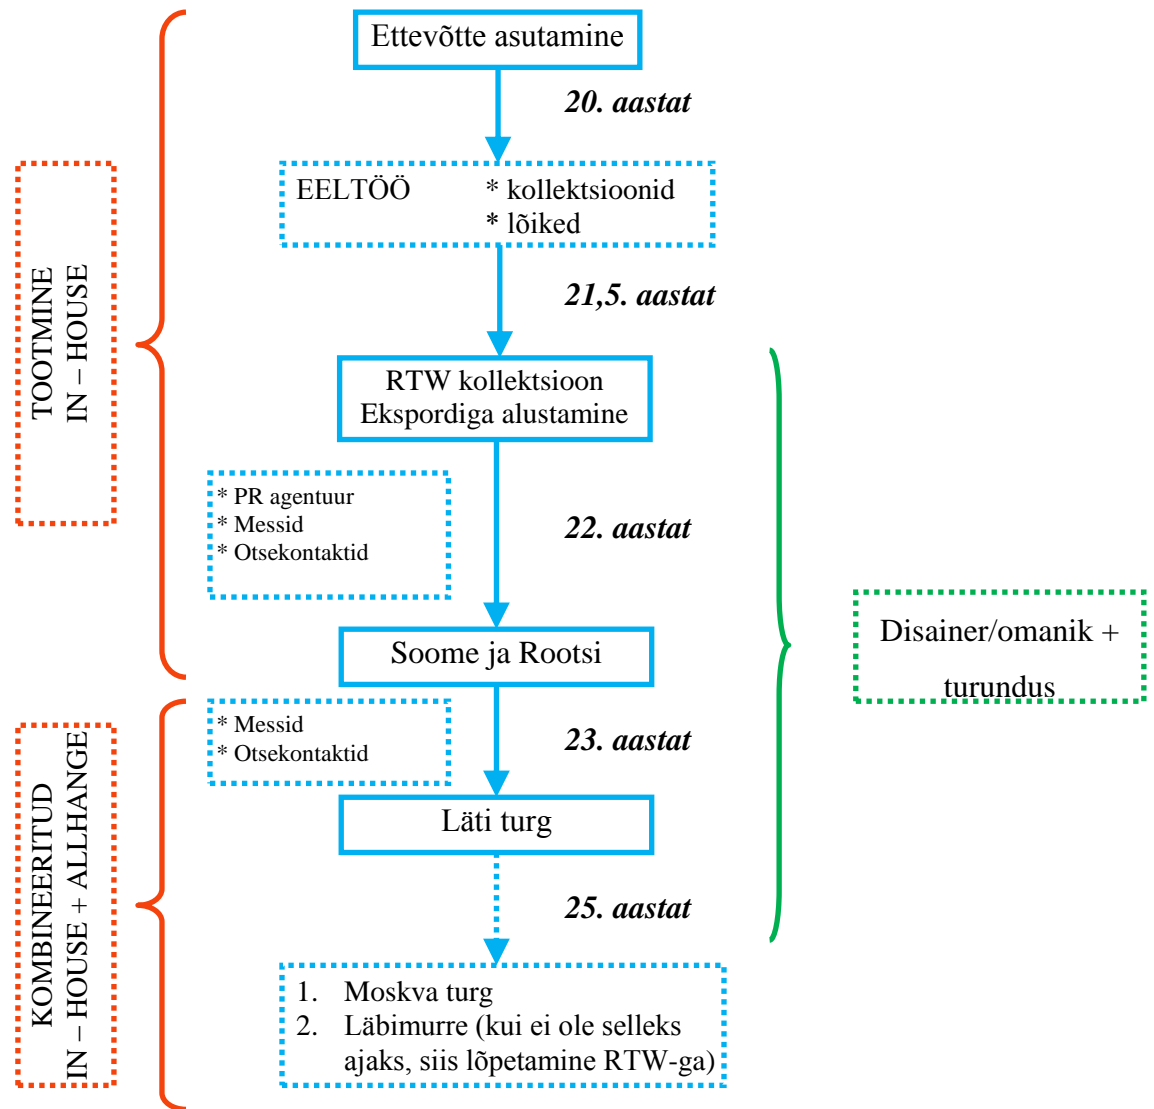 Ettevõtte asutamine
20. aastat
EELTÖÖ * kollektsioonid
* lõiked
21,5. aastat
TOOTMINE
IN – HOUSE
RTW kollektsioon
Ekspordiga alustamine
* PR agentuur
* Messid
* Otsekontaktid
22. aastat
Soome ja Rootsi
Disainer/omanik +
turundus
* Messid
* Otsekontaktid
23. aastat
Läti turg
KOMBINEERITUD
IN – HOUSE + ALLHANGE
25. aastat
1. Moskva turg
2. Läbimurre (kui ei ole selleks
ajaks, siis lõpetamine RTW-ga)